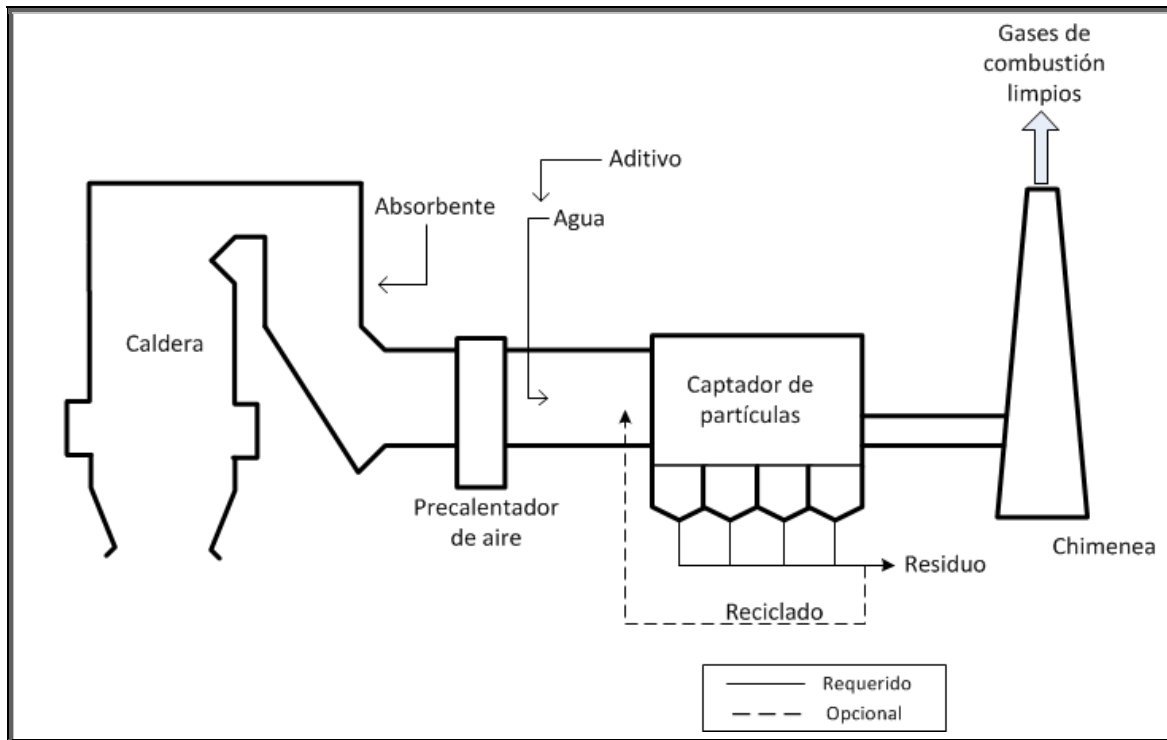 Gases de
combustión
limpios
Aditivo
Absorbente
Agua
Caldera
Captador de
partículas
Precalentador
de aire
Chimenea
Residuo
Reciclado
Requerido
Opcional